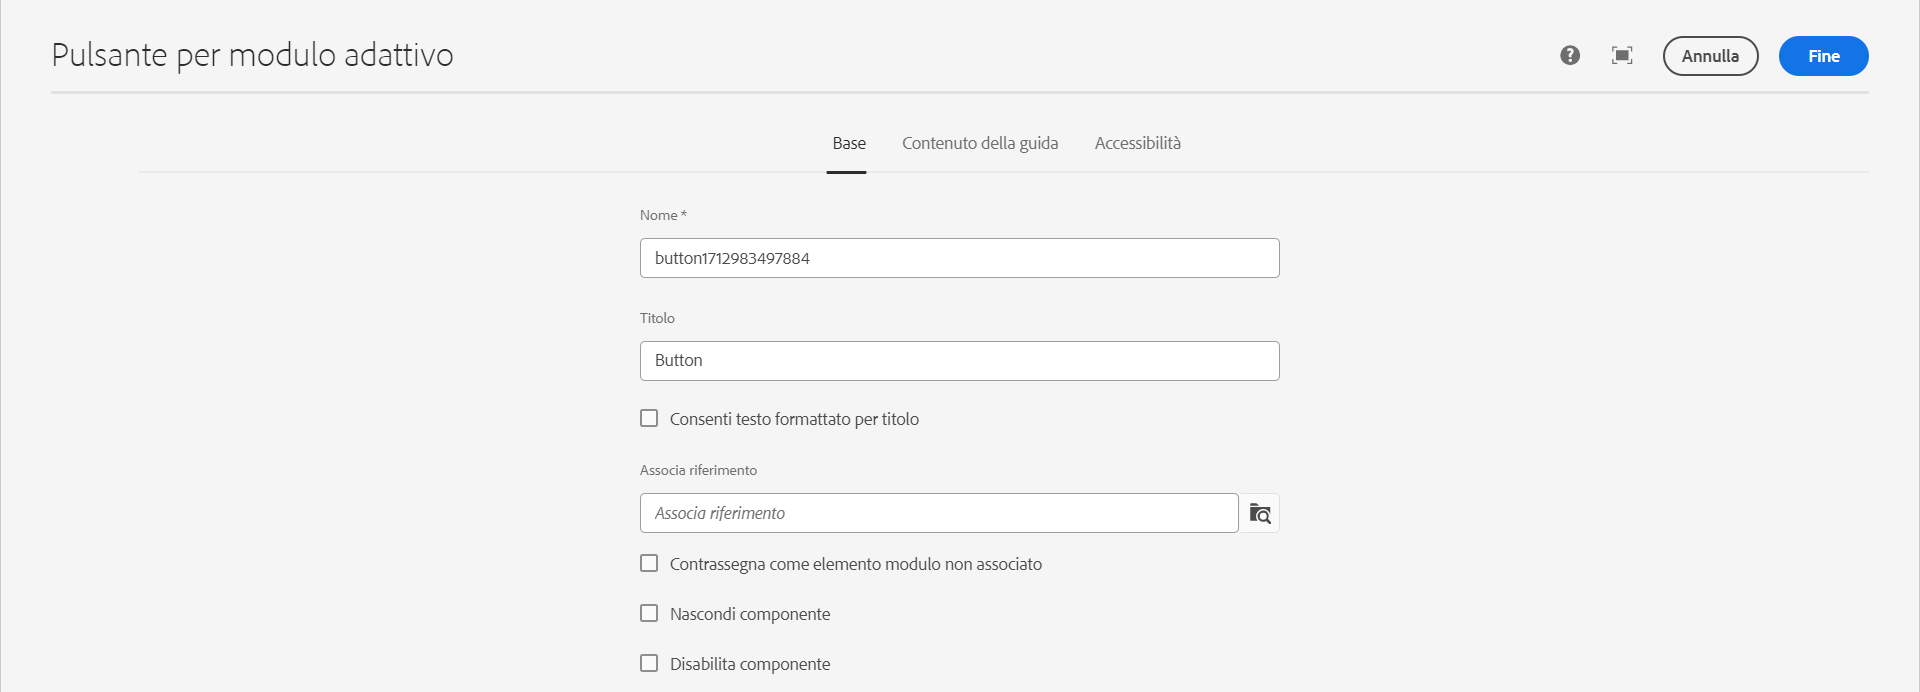 Pulsante per modulo adattivo
Annulla
Fine
Base
Contenuto della guida
Accessibilità
Nome *
button1712983497884
Titolo
Button
Consenti testo formattato per titolo
Associa riferimento
Associa riferimento
Contrassegna come elemento modulo non associato
Nascondi componente
Disabilita componente